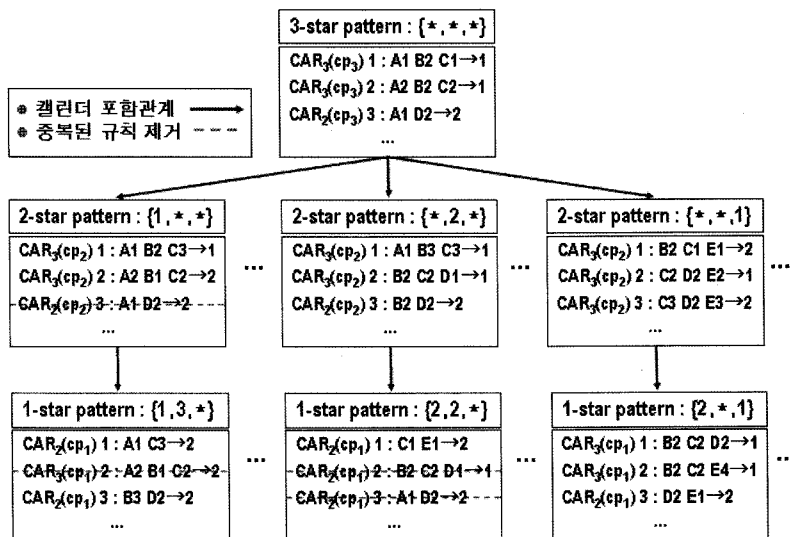 3-star pattern : {*,*,*}
CAR₃(cp₃) 1 : A1 B2 C1→1
CAR₃(cp₃) 2 : A2 B2 C2→1
CAR₂(cp₃) 3 : A1 D2→2
...
캘린더 포함관계
중복된 규칙 제거
2-star pattern : {1,*,*}
CAR₃(cp₂) 1 : A1 B2 C3→1
CAR₃(cp₂) 2 : A2 B1 C2→2
CAR₂(cp₂) 3 : A1 D2→2
...
...
2-star pattern : {*,2,*}
CAR₃(cp₂) 1 : A1 B3 C3→1
CAR₃(cp₂) 2 : B2 C2 D1→1
CAR₂(cp₂) 3 : B2 D2→2
...
...
2-star pattern : {*,*,1}
CAR₃(cp₂) 1 : B2 C1 E1→2
CAR₃(cp₂) 2 : C2 D2 E2→1
CAR₃(cp₂) 3 : C3 D2 E3→2
...
...
1-star pattern : {1,3,*}
CAR₂(cp₁) 1 : A1 C3→2
CAR₃(cp₁) 2 : A2 B1 C2→2
CAR₂(cp₁) 3 : B3 D2→2
...
...
1-star pattern : {2,2,*}
CAR₂(cp₁) 1 : C1 E1→2
CAR₃(cp₁) 2 : B2 C2 D1→1
CAR₂(cp₁) 3 : A1 D2→2
...
...
1-star pattern : {2,*,1}
CAR₃(cp₁) 1 : B2 C2 D2→1
CAR₃(cp₁) 2 : B2 C2 E4→1
CAR₂(cp₁) 3 : D2 E1→2
...
...